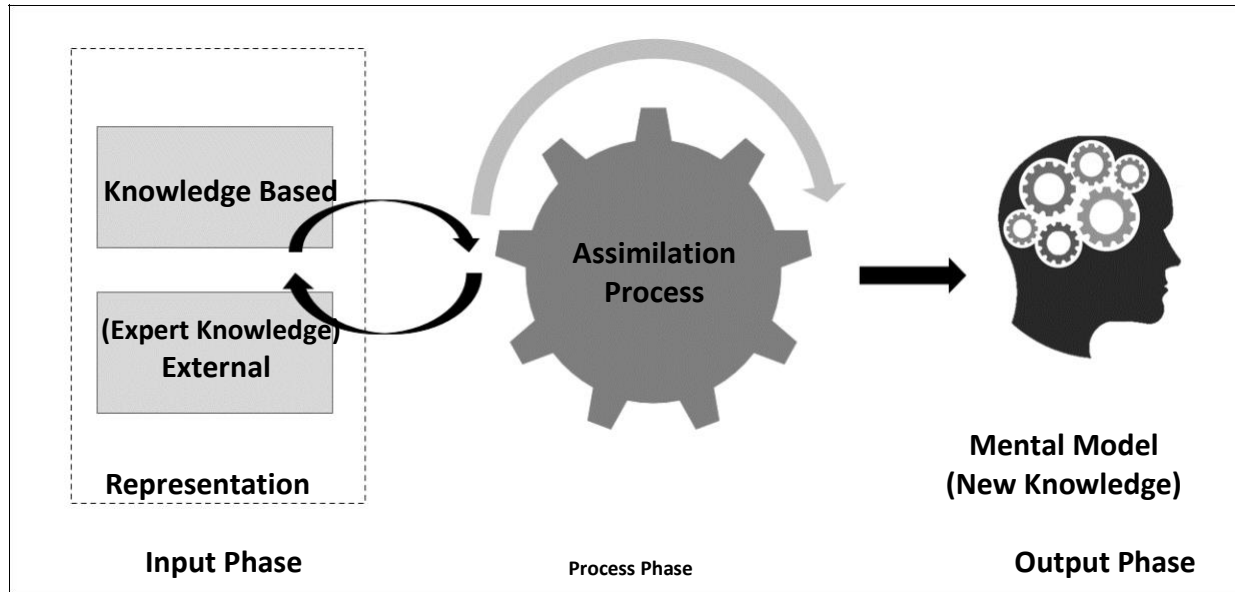 Knowledge Based
(Expert Knowledge)
External
Representation
Input Phase
Assimilation
Process
Process Phase
Mental Model
(New Knowledge)
Output Phase